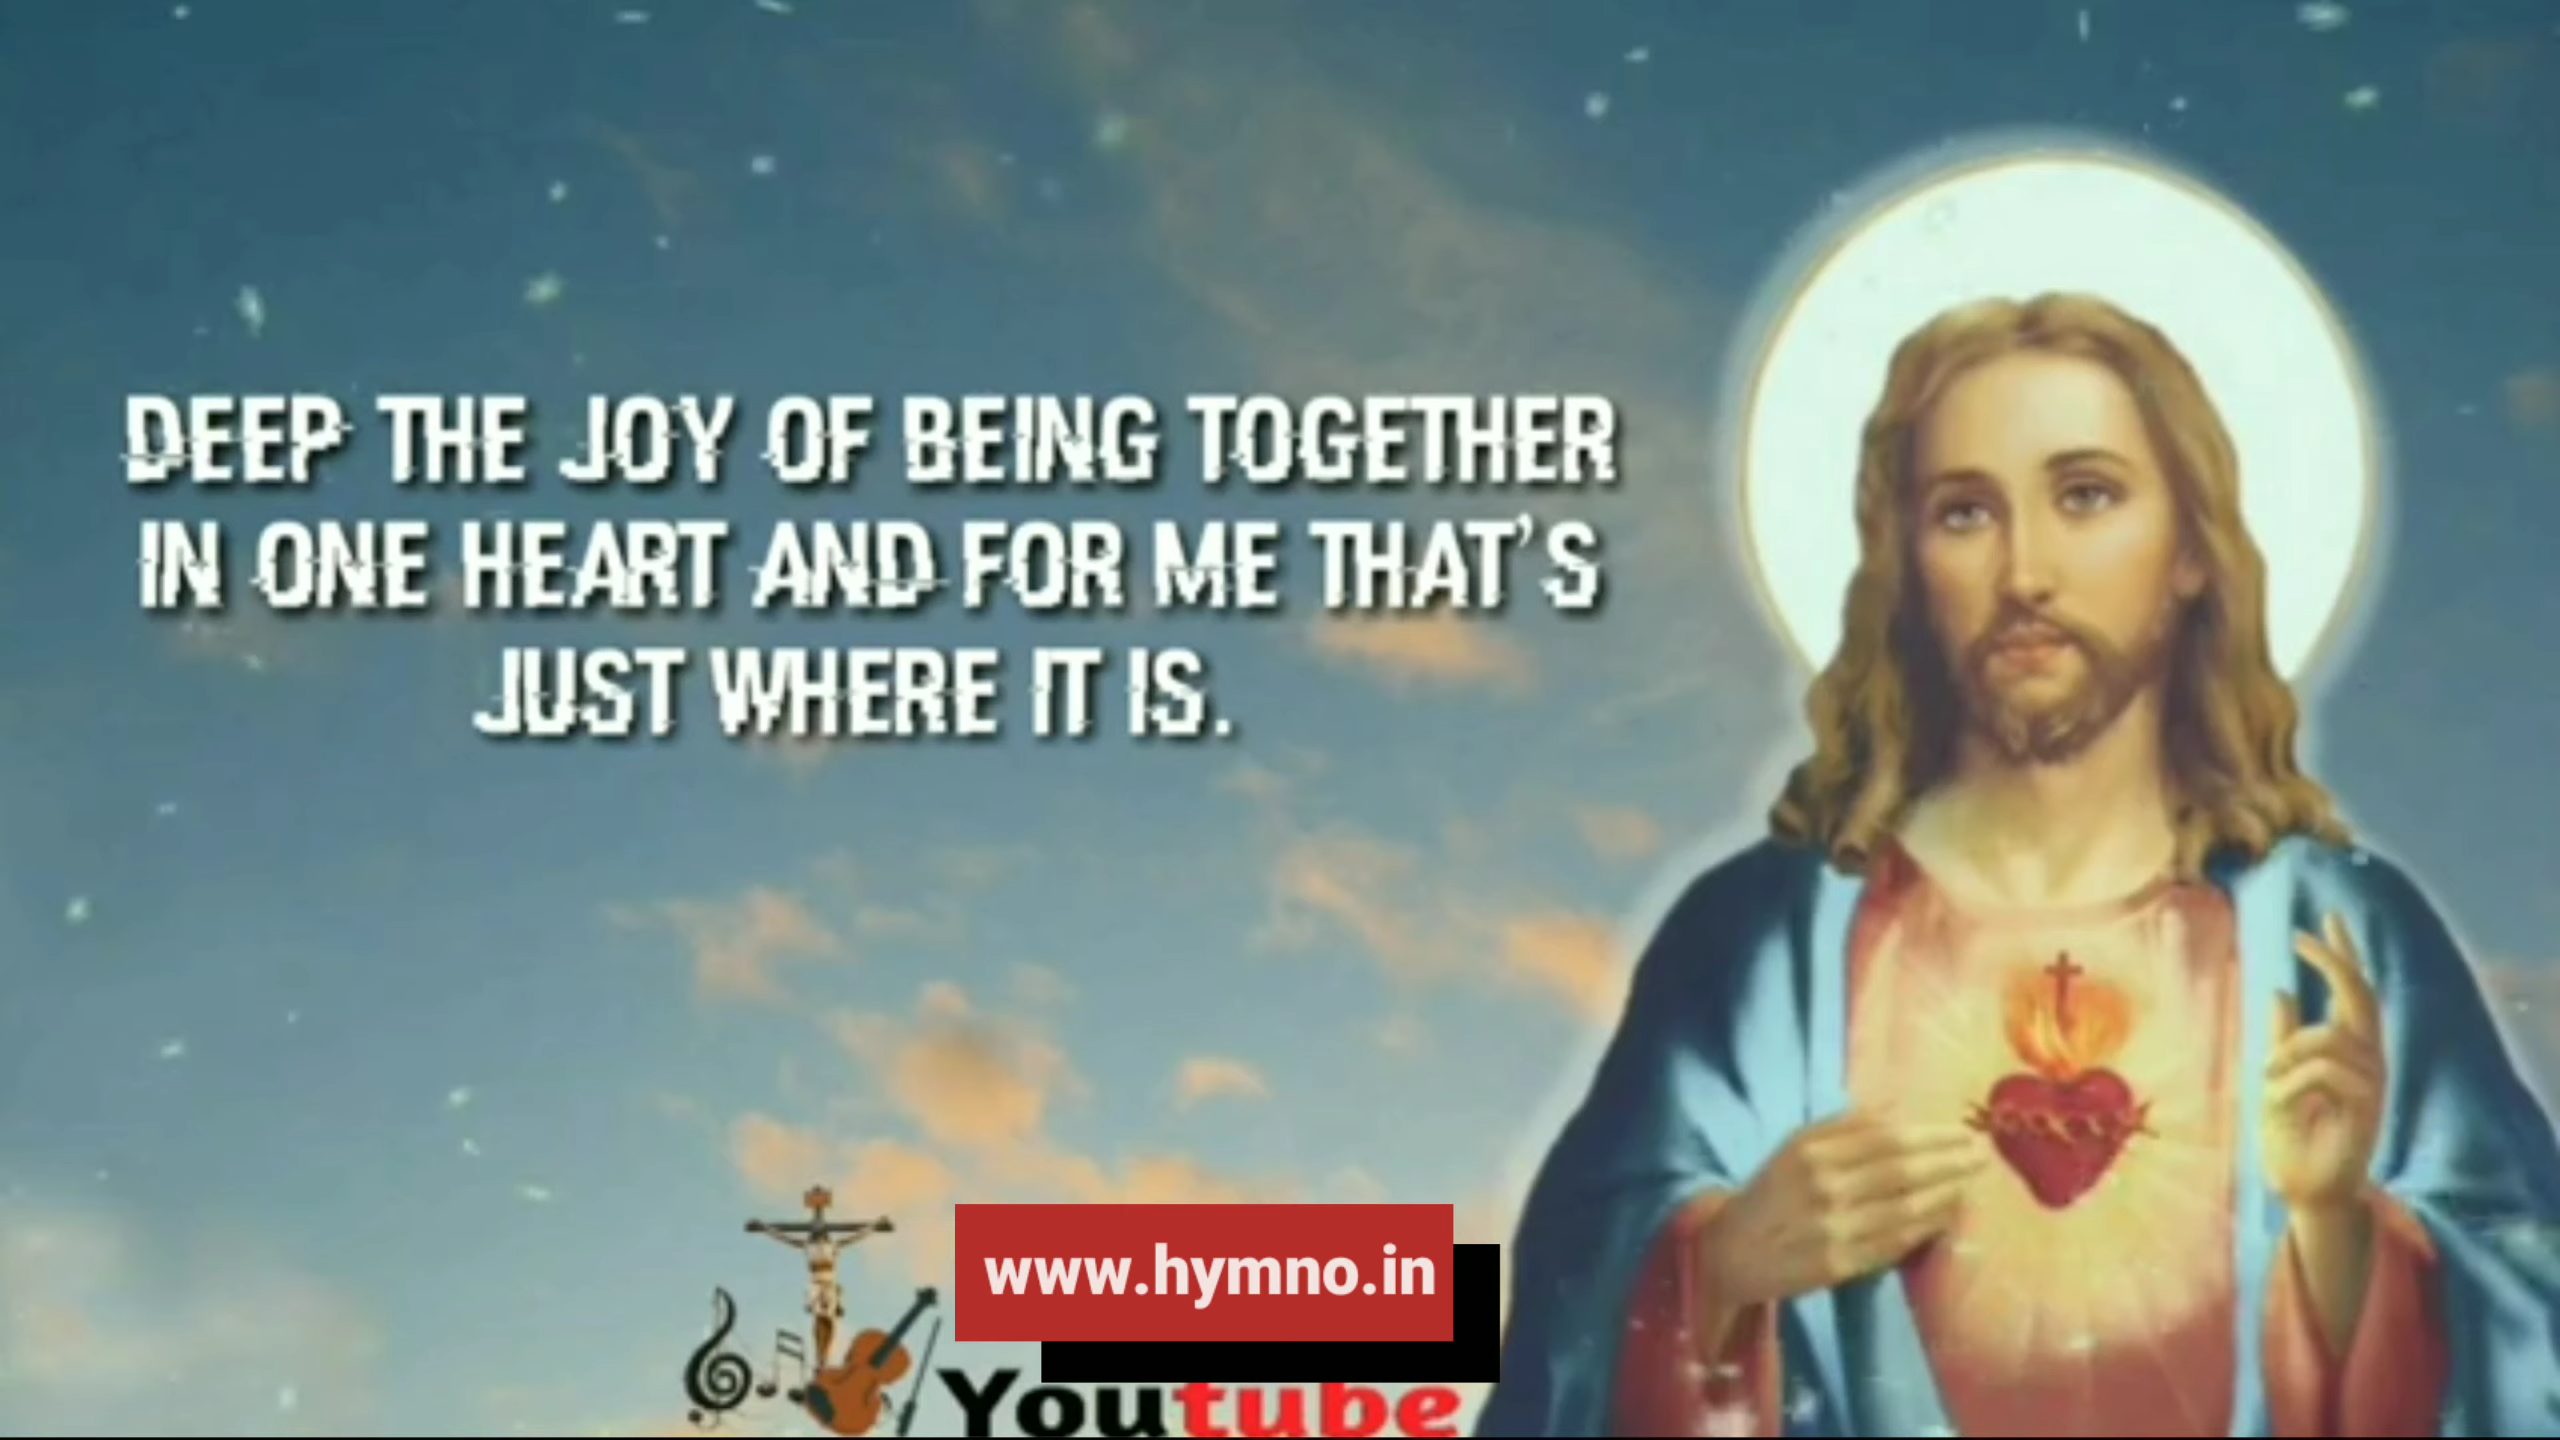 DEEP THE JOY OF BEING TOGETHER
IN ONE HEART AND FOR ME THAT'S
JUST WHERE IT IS.
www.hymno.in
Youtube